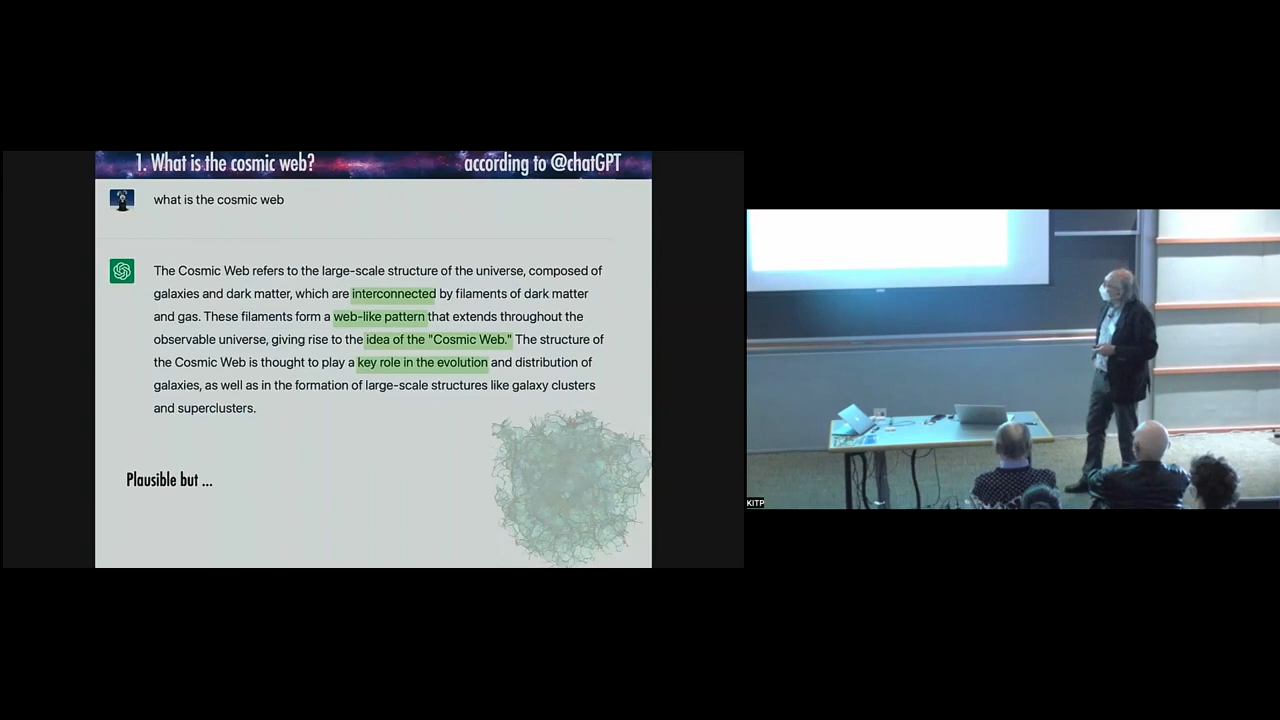 1. What is the cosmic web? according to @chatGPT
what is the cosmic web
The Cosmic Web refers to the large-scale structure of the universe, composed of
galaxies and dark matter, which are interconnected by filaments of dark matter
and gas. These filaments form a web-like pattern that extends throughout the
observable universe, giving rise to the idea of the "Cosmic Web." The structure of
the Cosmic Web is thought to play a key role in the evolution and distribution of
galaxies, as well as in the formation of large-scale structures like galaxy clusters
and superclusters.
Plausible but ...
KITP